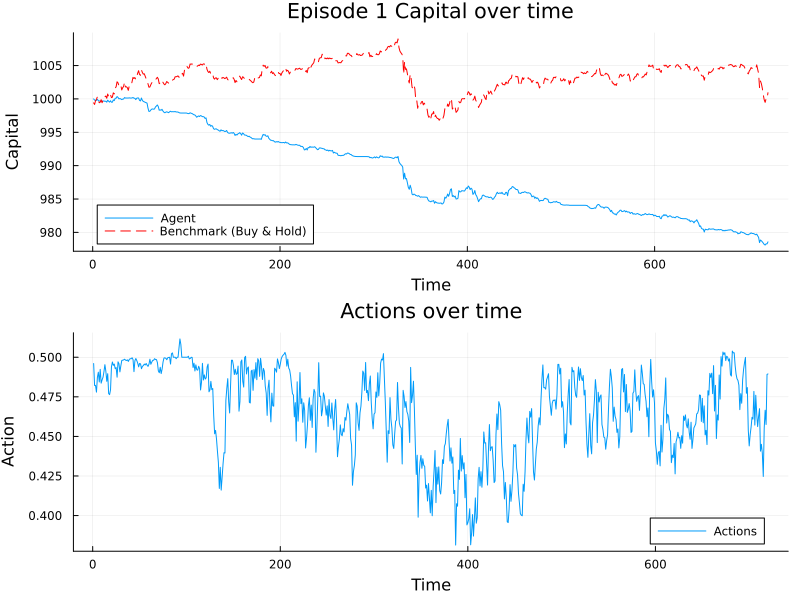 Episode 1 Capital over time
Capital
1005
1000
995
990
985
980
Agent
Benchmark (Buy & Hold)
0
200
400
600
Time
Actions over time
Action
0.500
0.475
0.450
0.425
0.400
Actions
0
200
400
600
Time